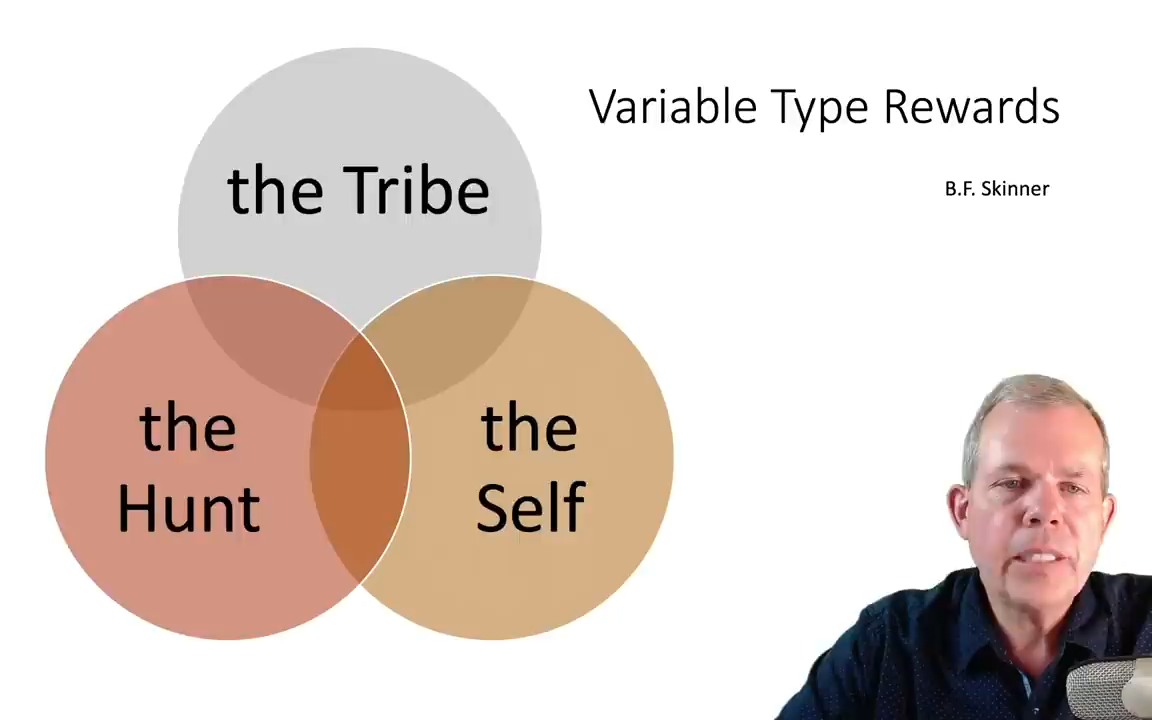 Variable Type Rewards
B.F. Skinner
the Tribe
the
Hunt
the
Self